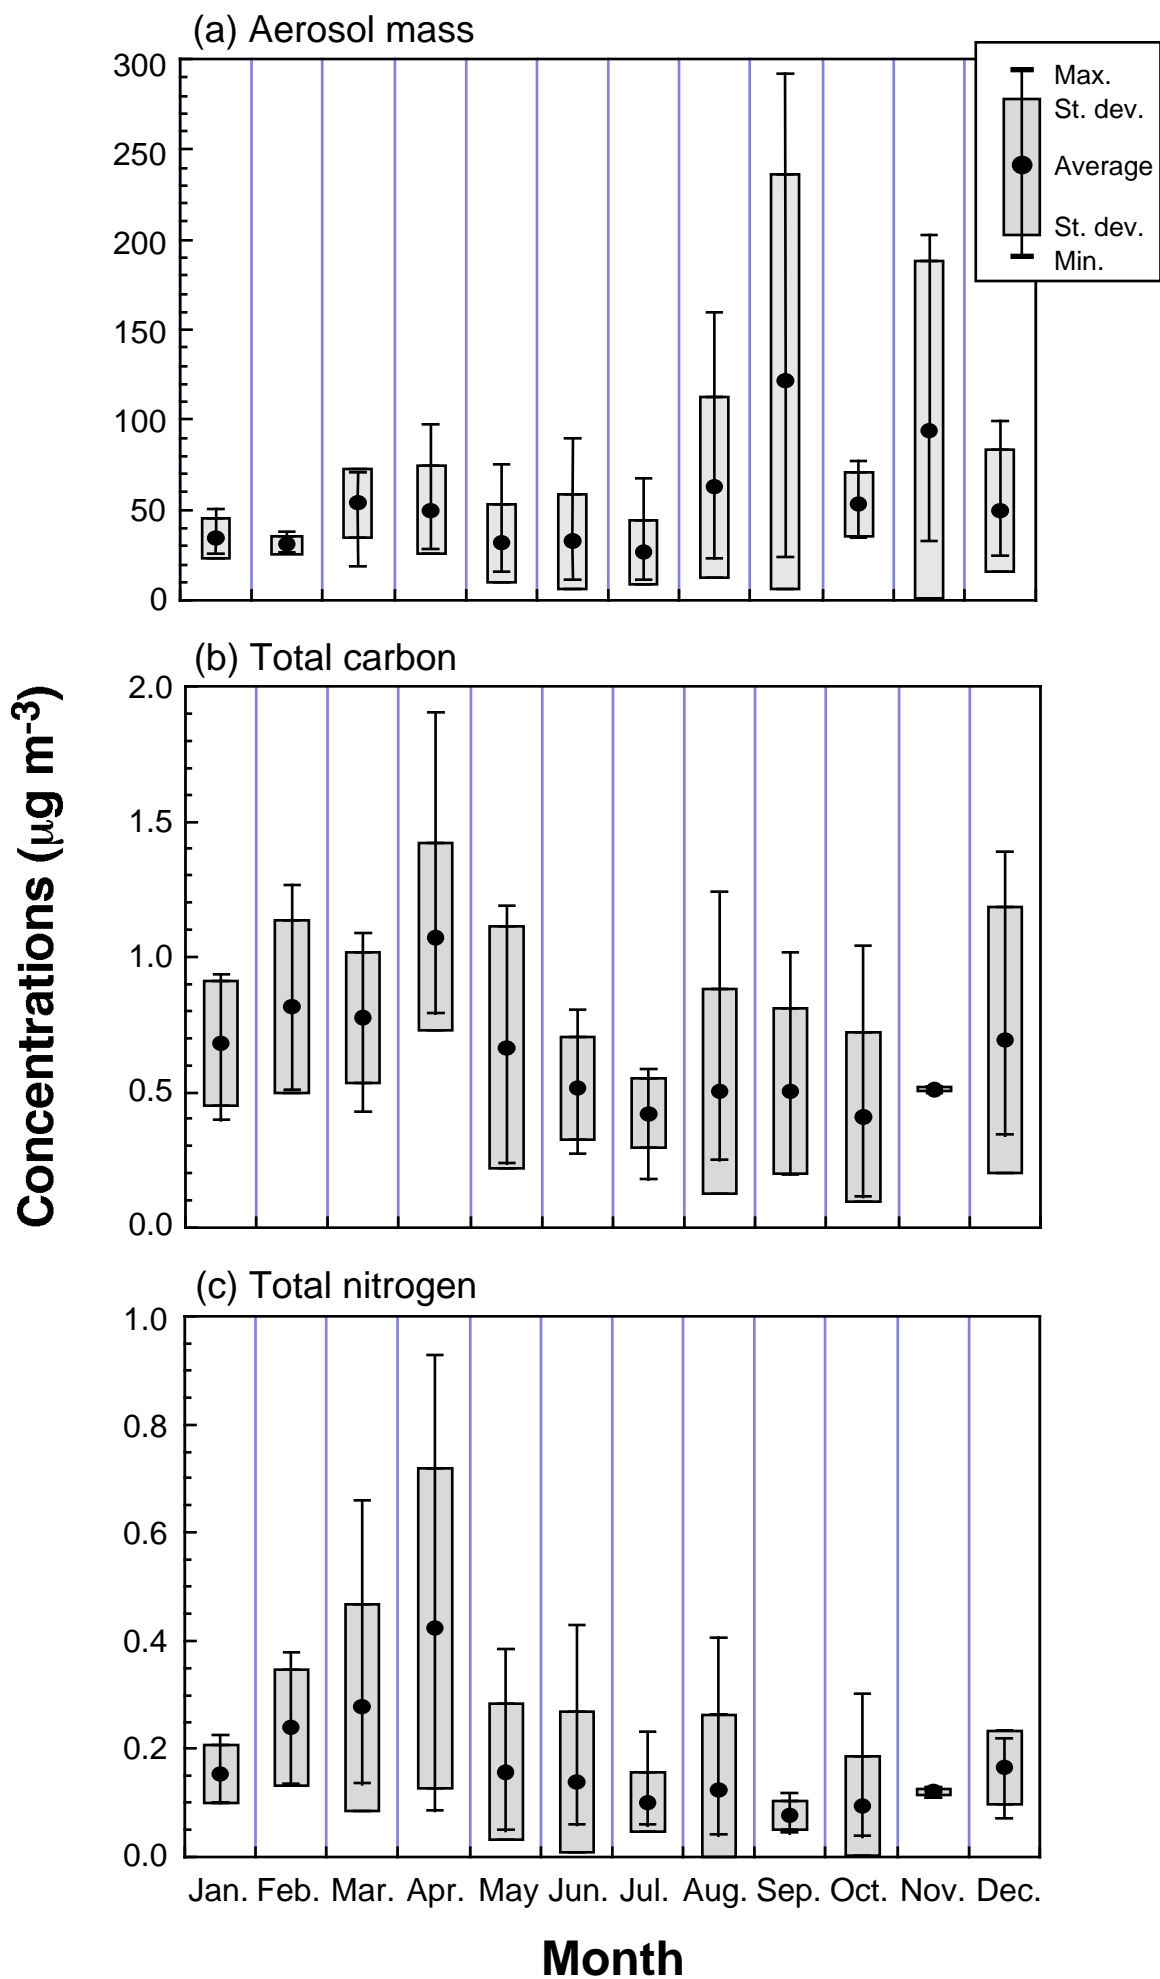 (a) Aerosol mass
Max.
St. dev.
Average
St. dev.
Min.
300
250
200
150
100
50
0
(b) Total carbon
2.0
1.5
1.0
0.5
0.0
(c) Total nitrogen
1.0
0.8
0.6
0.4
0.2
0.0
Concentrations (μg m⁻³)
Jan. Feb. Mar. Apr. May Jun. Jul. Aug. Sep. Oct. Nov. Dec.
Month